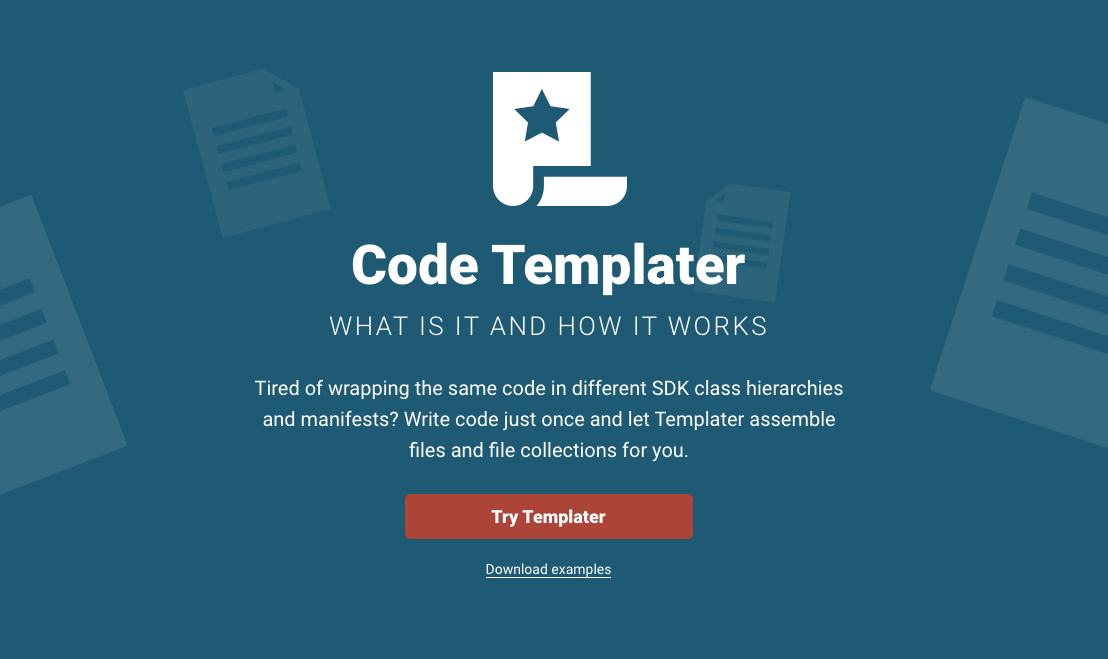 Code Templater
WHAT IS IT AND HOW IT WORKS
Tired of wrapping the same code in different SDK class hierarchies
and manifests? Write code just once and let Templater assemble
files and file collections for you.
Try Templater
Download examples